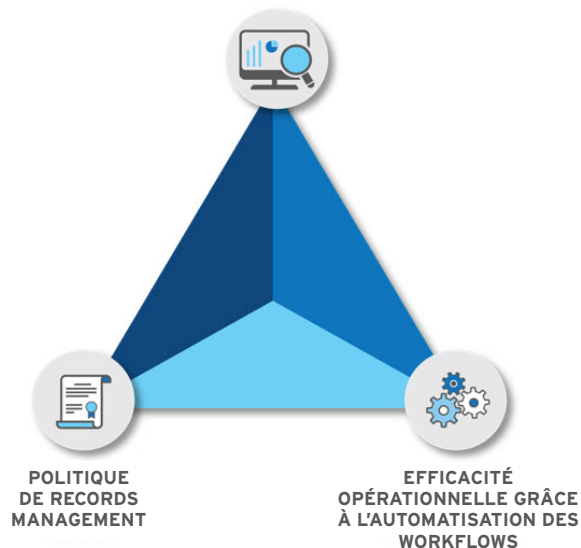 POLITIQUE
DE RECORDS
MANAGEMENT
EFFICACITÉ
OPÉRATIONNELLE GRÂCE
À L'AUTOMATISATION DES
WORKFLOWS